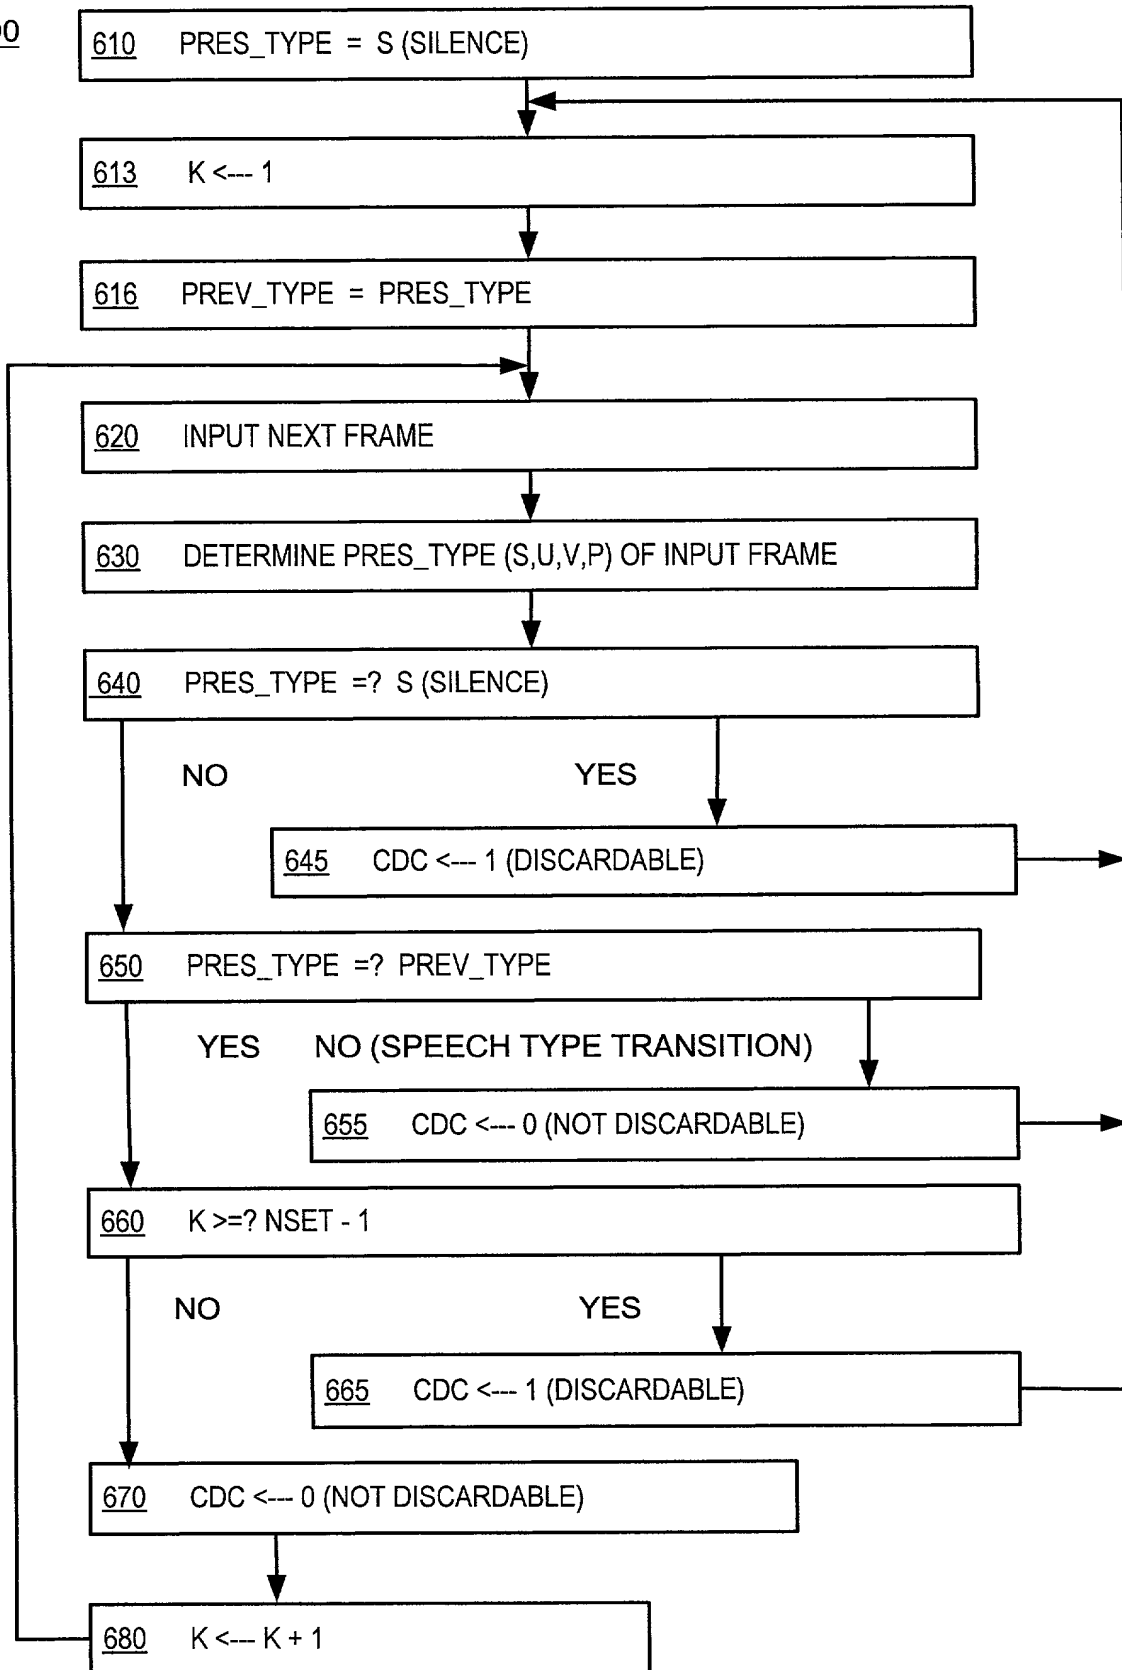 610 PRES_TYPE = S (SILENCE)
613 K <--- 1
616 PREV_TYPE = PRES_TYPE
620 INPUT NEXT FRAME
630 DETERMINE PRES_TYPE (S,U,V,P) OF INPUT FRAME
640 PRES_TYPE =? S (SILENCE)
NO YES
645 CDC <--- 1 (DISCARDABLE)
650 PRES_TYPE =? PREV_TYPE
YES NO (SPEECH TYPE TRANSITION)
655 CDC <--- 0 (NOT DISCARDABLE)
660 K >=? NSET - 1
NO YES
665 CDC <--- 1 (DISCARDABLE)
670 CDC <--- 0 (NOT DISCARDABLE)
680 K <--- K + 1